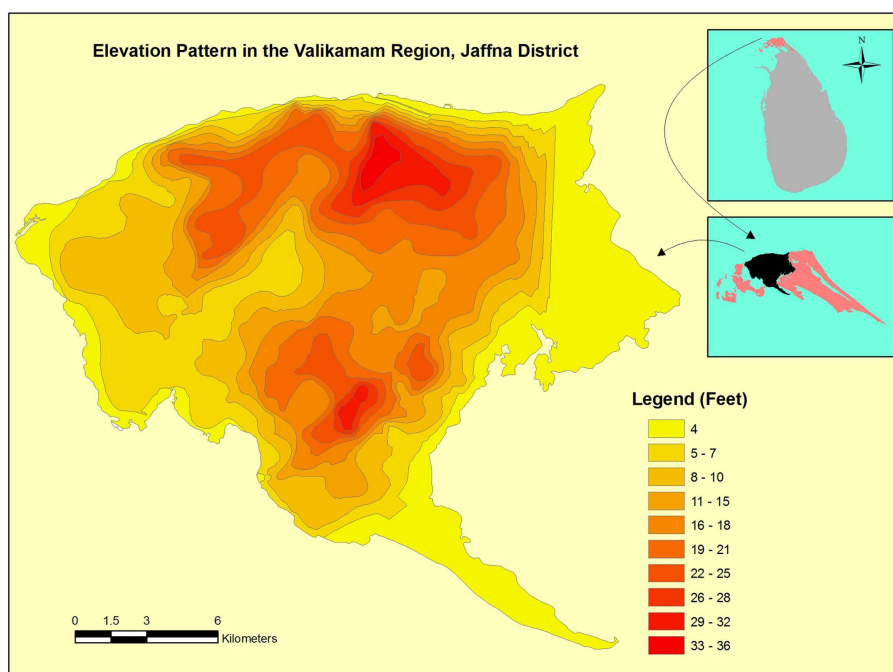 Elevation Pattern in the Valikamam Region, Jaffna District
N
Legend (Feet)
4
5 - 7
8 - 10
11 - 15
16 - 18
19 - 21
22 - 25
26 - 28
29 - 32
33 - 36
0 1.5 3 6
Kilometers